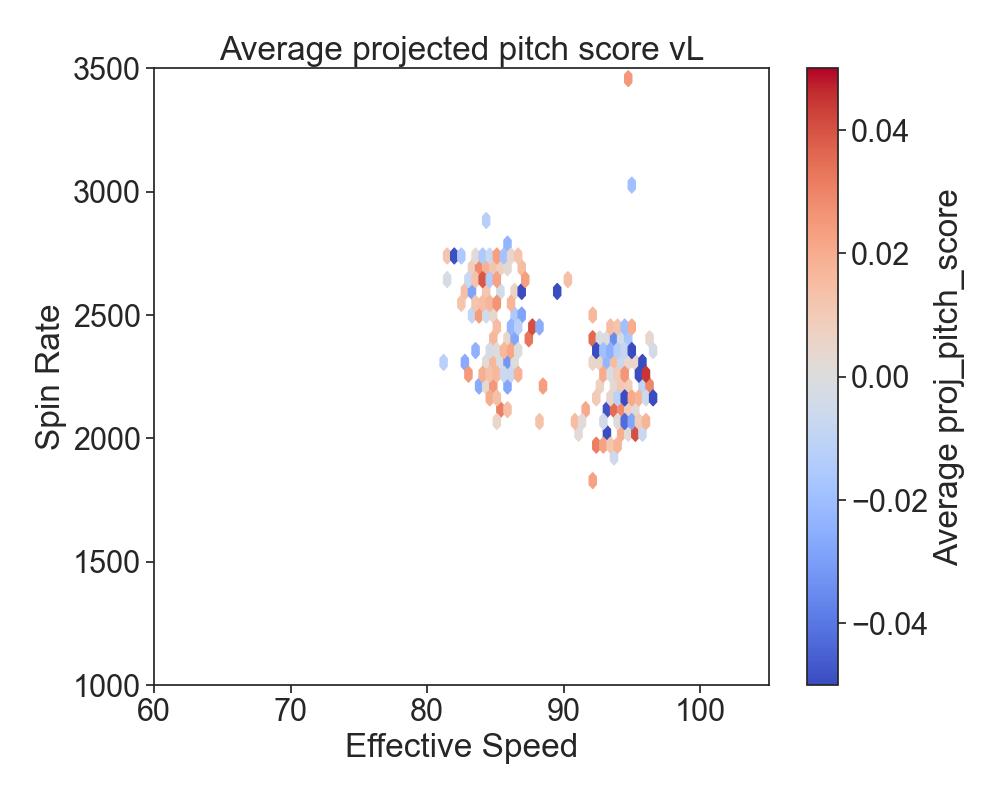 Average projected pitch score vL
3500
3000
2500
2000
1500
1000
Spin Rate
60 70 80 90 100
Effective Speed
0.04
0.02
0.00
−0.02
−0.04
Average proj_pitch_score